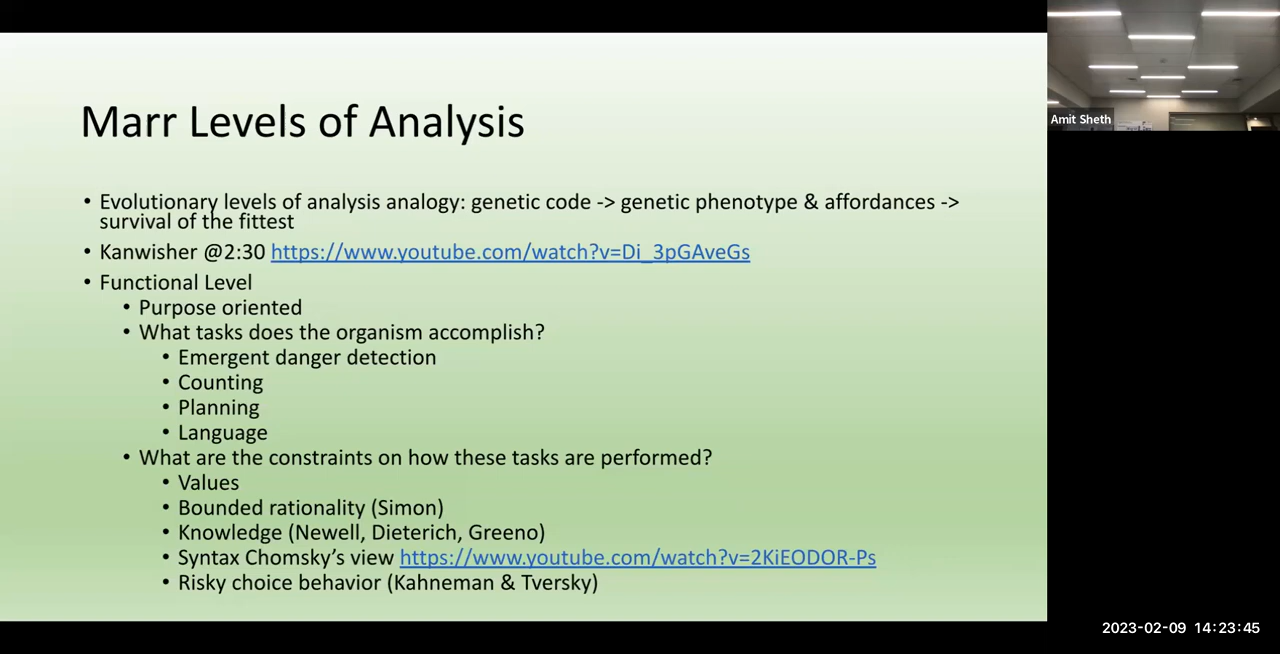 Marr Levels of Analysis
• Evolutionary levels of analysis analogy: genetic code -> genetic phenotype & affordances ->
survival of the fittest
• Kanwisher @2:30 https://www.youtube.com/watch?v=Di_3pGAveGs
• Functional Level
• Purpose oriented
• What tasks does the organism accomplish?
• Emergent danger detection
• Counting
• Planning
• Language
• What are the constraints on how these tasks are performed?
• Values
• Bounded rationality (Simon)
• Knowledge (Newell, Dieterich, Greeno)
• Syntax Chomsky’s view https://www.youtube.com/watch?v=2KiEODOR-Ps
• Risky choice behavior (Kahneman & Tversky)
Amit Sheth
2023-02-09 14:23:45